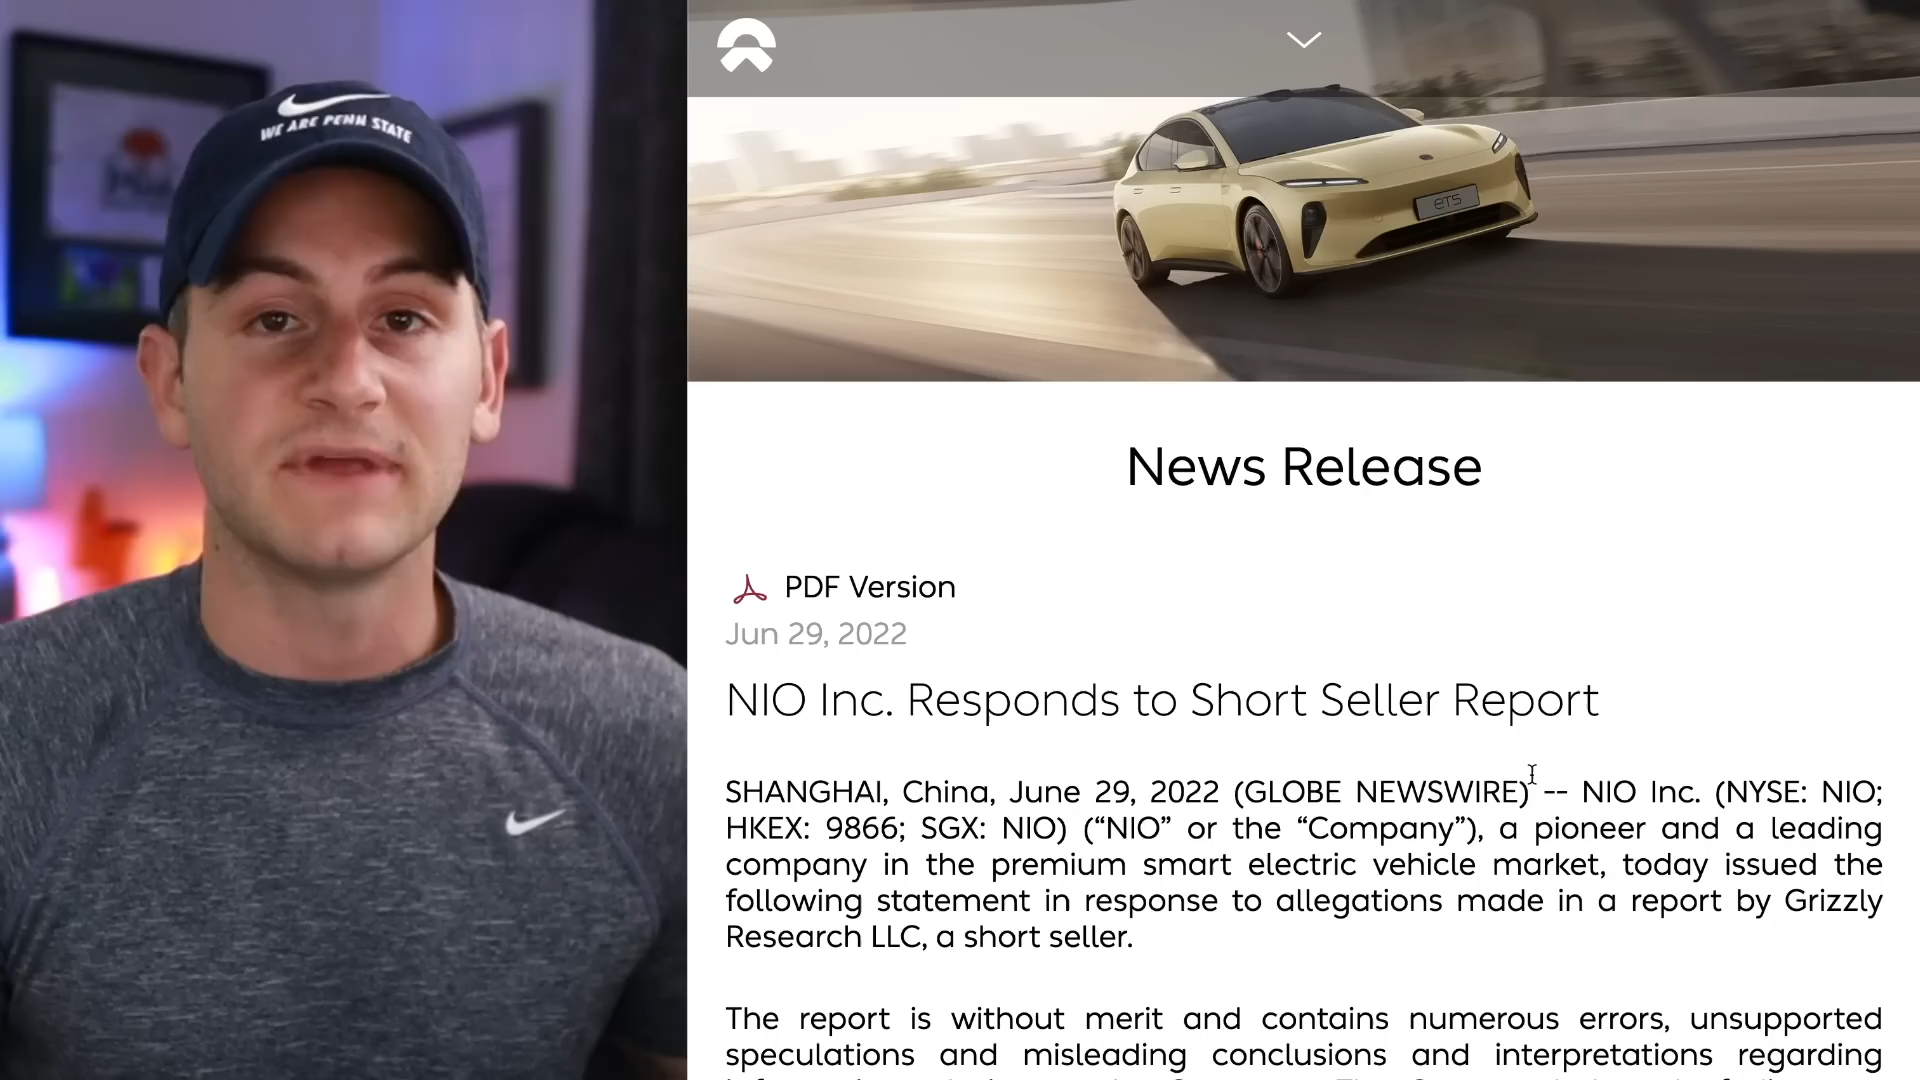 WE ARE PENN STATE
eT5
News Release
PDF Version
Jun 29, 2022
NIO Inc. Responds to Short Seller Report
SHANGHAI, China, June 29, 2022 (GLOBE NEWSWIRE) -- NIO Inc. (NYSE: NIO;
HKEX: 9866; SGX: NIO) (“NIO” or the “Company”), a pioneer and a leading
company in the premium smart electric vehicle market, today issued the
following statement in response to allegations made in a report by Grizzly
Research LLC, a short seller.
The report is without merit and contains numerous errors, unsupported
speculations and misleading conclusions and interpretations regarding